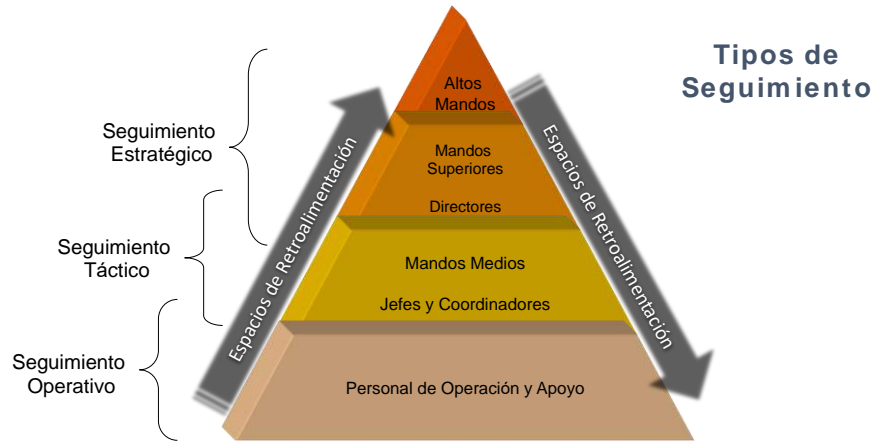 Tipos de
Seguimiento
Altos
Mandos
Seguimiento
Estratégico
Mandos
Superiores
Directores
Seguimiento
Táctico
Mandos Medios
Jefes y Coordinadores
Seguimiento
Operativo
Personal de Operación y Apoyo
Espacios de Retroalimentación
Espacios de Retroalimentación